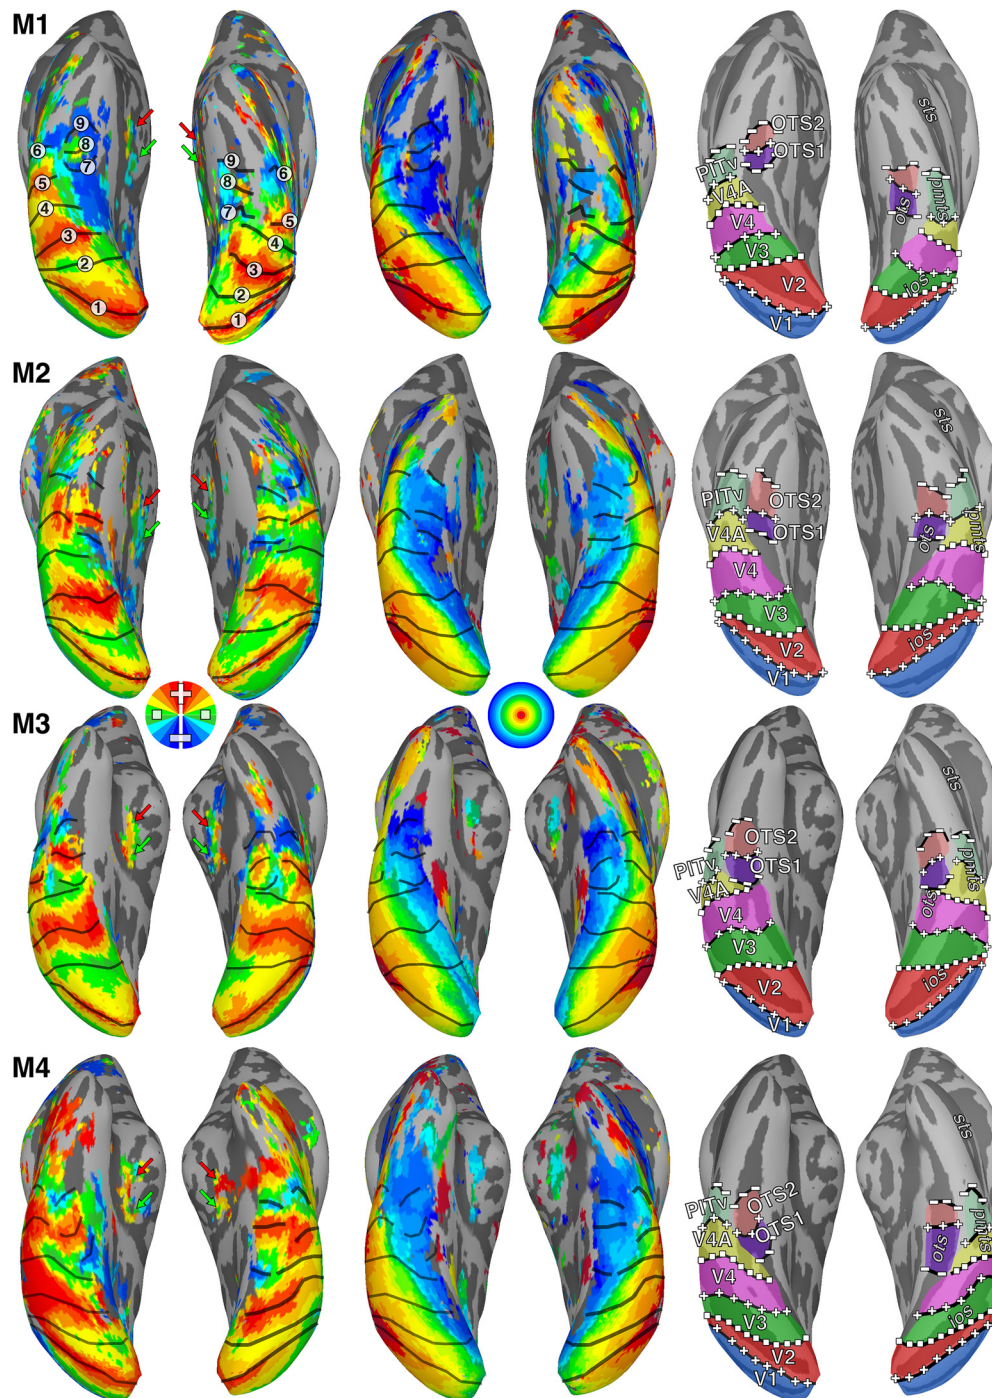 M1
9
8
7
6
5
4
3
2
1
9
8
7
6
5
4
3
2
1
OTS2
OTS1
PITv
V4A
V4
V3
V2
V1
sts
pmts
ots
ios
M2
PITv
OTS2
V4A
OTS1
V4
V3
V2
V1
sts
pmts
ots
ios
M3
OTS2
OTS1
PITv
V4A
V4
V3
V2
V1
sts
pmts
ots
ios
M4
PITv
OTS2
OTS1
V4A
V4
V3
V2
V1
sts
pmts
ots
ios